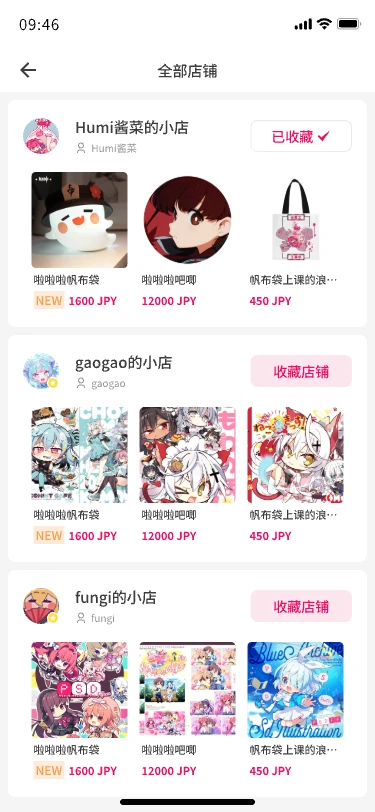 09:46
全部店铺
Humi酱菜的小店
Humi酱菜
已收藏
啦啦啦帆布袋
NEW 1600 JPY
啦啦啦吧唧
12000 JPY
帆布袋上课的浪…
450 JPY
gaogao的小店
gaogao
收藏店铺
啦啦啦帆布袋
NEW 1600 JPY
啦啦啦吧唧
12000 JPY
帆布袋上课的浪…
450 JPY
fungi的小店
fungi
收藏店铺
PSD
Blue Archive
Sd illustration
啦啦啦帆布袋
NEW 1600 JPY
啦啦啦吧唧
12000 JPY
帆布袋上课的浪…
450 JPY